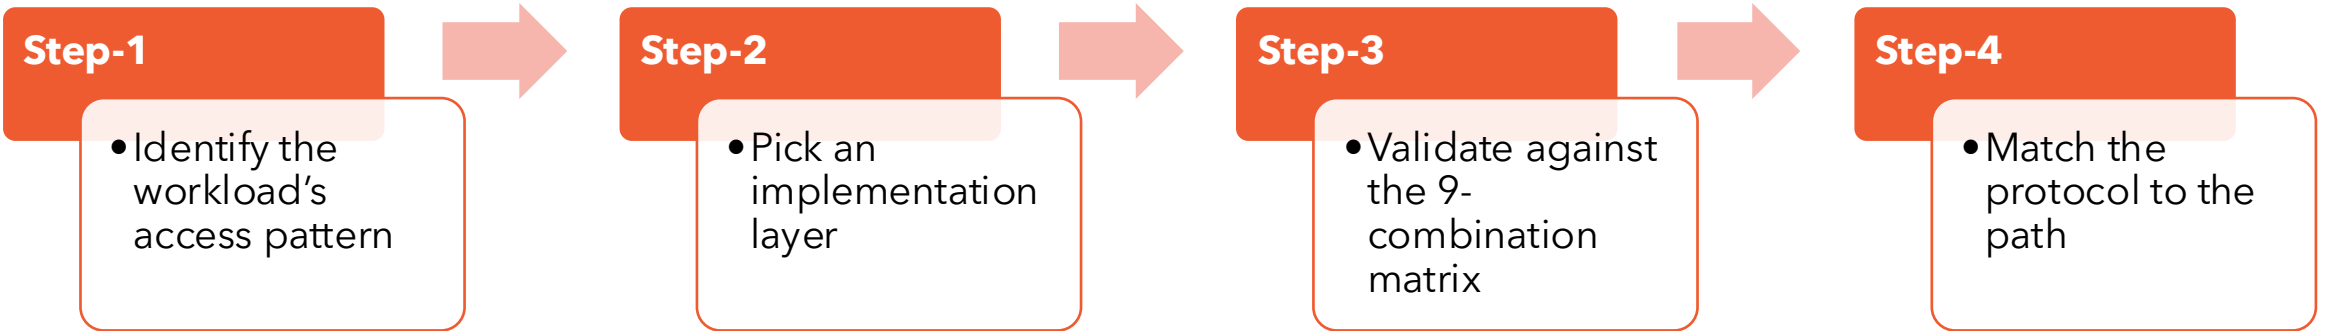 Step-1
•Identify the
workload’s
access pattern
Step-2
•Pick an
implementation
layer
Step-3
•Validate against
the 9-
combination
matrix
Step-4
•Match the
protocol to the
path